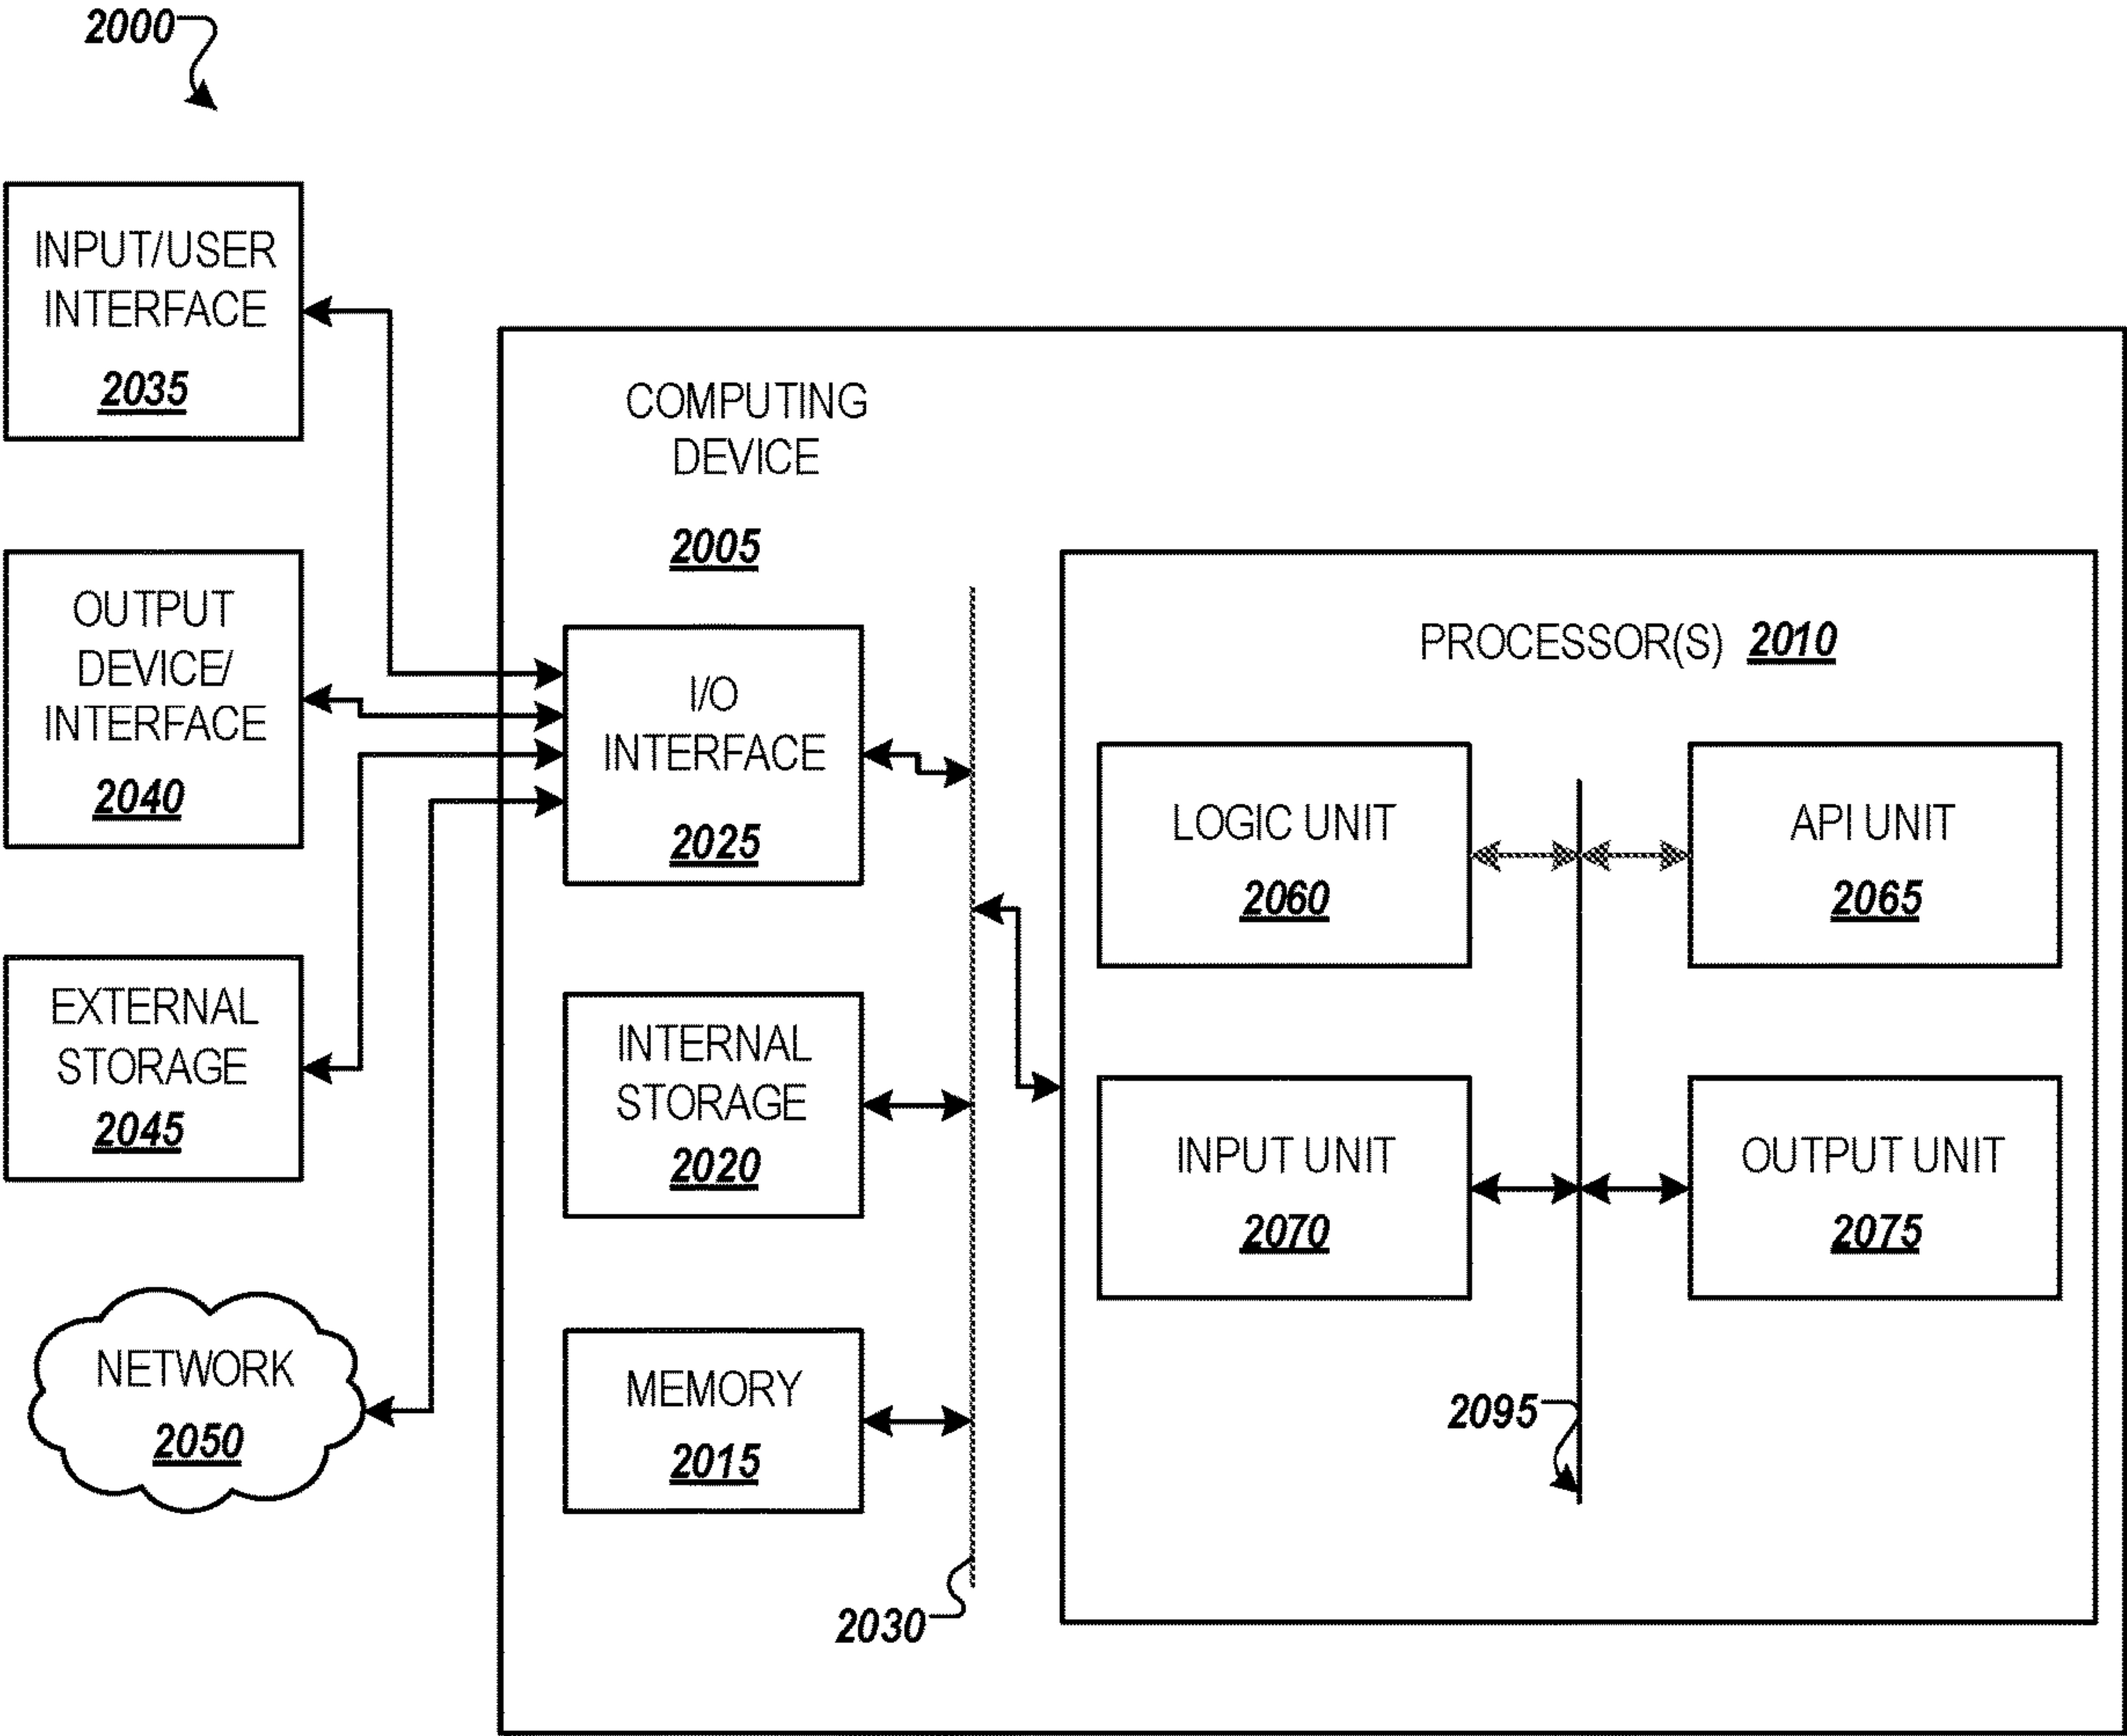 2000
INPUT/USER
INTERFACE
2035
OUTPUT
DEVICE/
INTERFACE
2040
EXTERNAL
STORAGE
2045
NETWORK
2050
COMPUTING
DEVICE
2005
I/O
INTERFACE
2025
INTERNAL
STORAGE
2020
MEMORY
2015
2030
PROCESSOR(S) 2010
LOGIC UNIT
2060
API UNIT
2065
INPUT UNIT
2070
OUTPUT UNIT
2075
2095